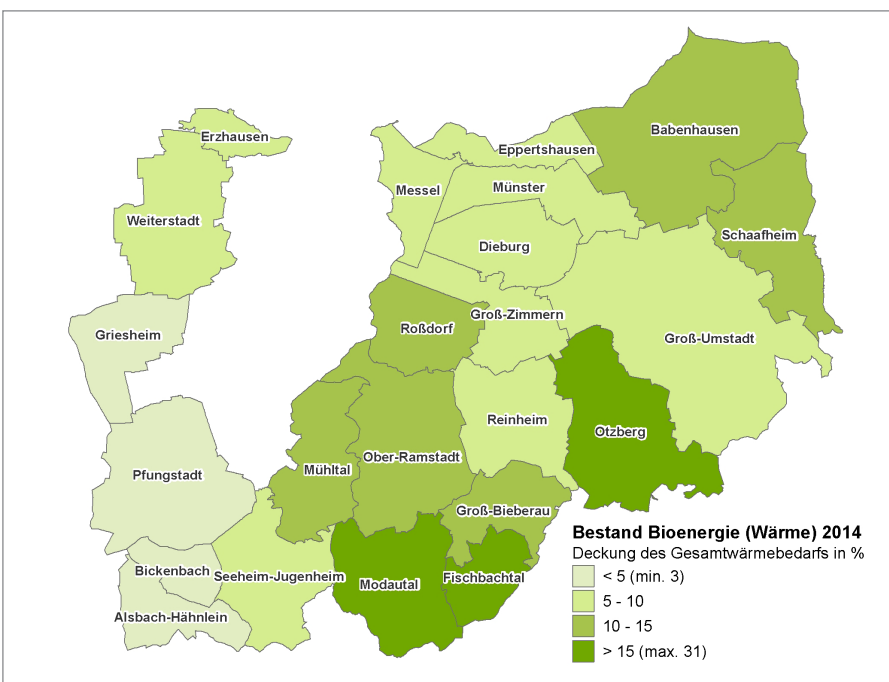 Babenhausen
Erzhausen
Eppertshausen
Messel
Münster
Weiterstadt
Schaafheim
Dieburg
Groß-Zimmern
Roßdorf
Griesheim
Groß-Umstadt
Reinheim
Otzberg
Ober-Ramstadt
Mühltal
Pfungstadt
Groß-Bieberau
Bickenbach
Seeheim-Jugenheim
Modautal
Fischbachtal
Alsbach-Hähnlein
Bestand Bioenergie (Wärme) 2014
Deckung des Gesamtwärmebedarfs in %
< 5 (min. 3)
5 - 10
10 - 15
> 15 (max. 31)